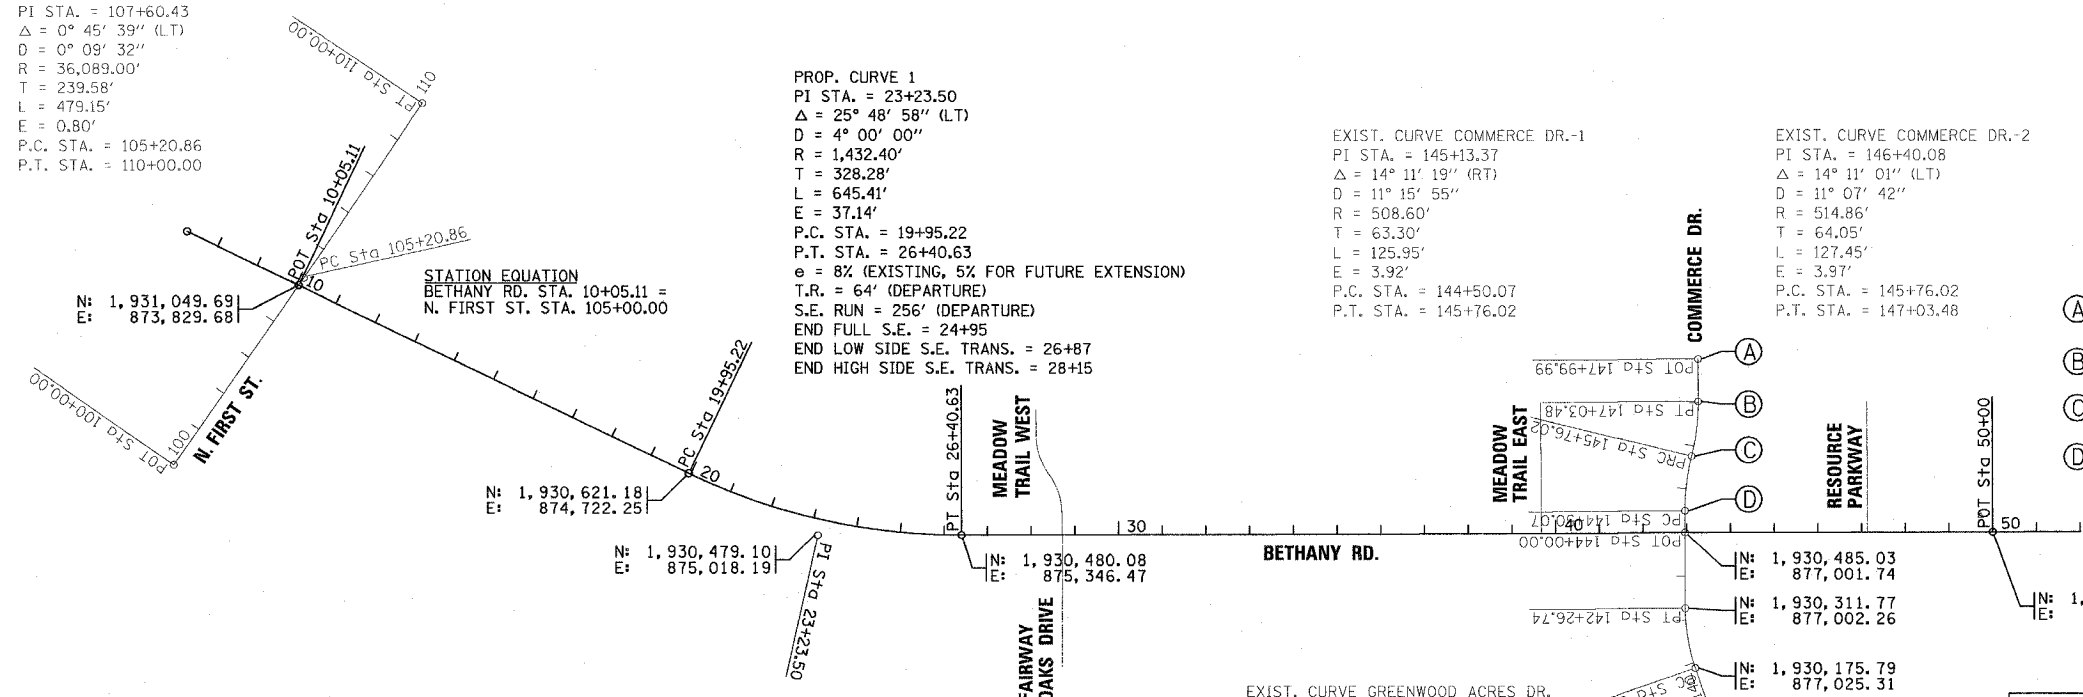 PI STA. = 107+60.43
Δ = 0° 45' 39" (LT)
D = 0° 09' 32"
R = 36,089.00'
T = 239.58'
L = 479.15'
E = 0.80'
P.C. STA. = 105+20.86
P.T. STA. = 110+00.00
PT Sta 110+00.00
110
POT Sta 10+05.11
PC Sta 105+20.86
10
N: 1,931,049.69
E: 873,829.68
STATION EQUATION
BETHANY RD. STA. 10+05.11 =
N. FIRST ST. STA. 105+00.00
POT Sta 100+00.00
100
N. FIRST ST.
PROP. CURVE 1
PI STA. = 23+23.50
Δ = 25° 48' 58" (LT)
D = 4° 00' 00"
R = 1,432.40'
T = 328.28'
L = 645.41'
E = 37.14'
P.C. STA. = 19+95.22
P.T. STA. = 26+40.63
e = 8% (EXISTING, 5% FOR FUTURE EXTENSION)
T.R. = 64' (DEPARTURE)
S.E. RUN = 256' (DEPARTURE)
END FULL S.E. = 24+95
END LOW SIDE S.E. TRANS. = 26+87
END HIGH SIDE S.E. TRANS. = 28+15
PC Sta 19+95.22
20
N: 1,930,621.18
E: 874,722.25
N: 1,930,479.10
E: 875,018.19
PI Sta 23+23.50
PT Sta 26+40.63
N: 1,930,480.08
E: 875,346.47
MEADOW
TRAIL WEST
FAIRWAY
OAKS DRIVE
30
BETHANY RD.
EXIST. CURVE COMMERCE DR.-1
PI STA. = 145+13.37
Δ = 14° 11' 19" (RT)
D = 11° 15' 55"
R = 508.60'
T = 63.30'
L = 125.95'
E = 3.92'
P.C. STA. = 144+50.07
P.T. STA. = 145+76.02
EXIST. CURVE COMMERCE DR.-2
PI STA. = 146+40.08
Δ = 14° 11' 01" (LT)
D = 11° 07' 42"
R = 514.86'
T = 64.05'
L = 127.45'
E = 3.97'
P.C. STA. = 145+76.02
P.T. STA. = 147+03.48
COMMERCE DR.
POT Sta 147+99.99
A
PT Sta 147+03.48
B
PRC Sta 145+76.02
C
PC Sta 144+50.07
D
MEADOW
TRAIL EAST
40
POT Sta 144+00.00
N: 1,930,485.03
E: 877,001.74
PT Sta 142+26.74
N: 1,930,311.77
E: 877,002.26
N: 1,930,175.79
E: 877,025.31
RESOURCE
PARKWAY
POT Sta 50+00
50
N: 1,
E:
A
B
C
D
EXIST. CURVE GREENWOOD ACRES DR.